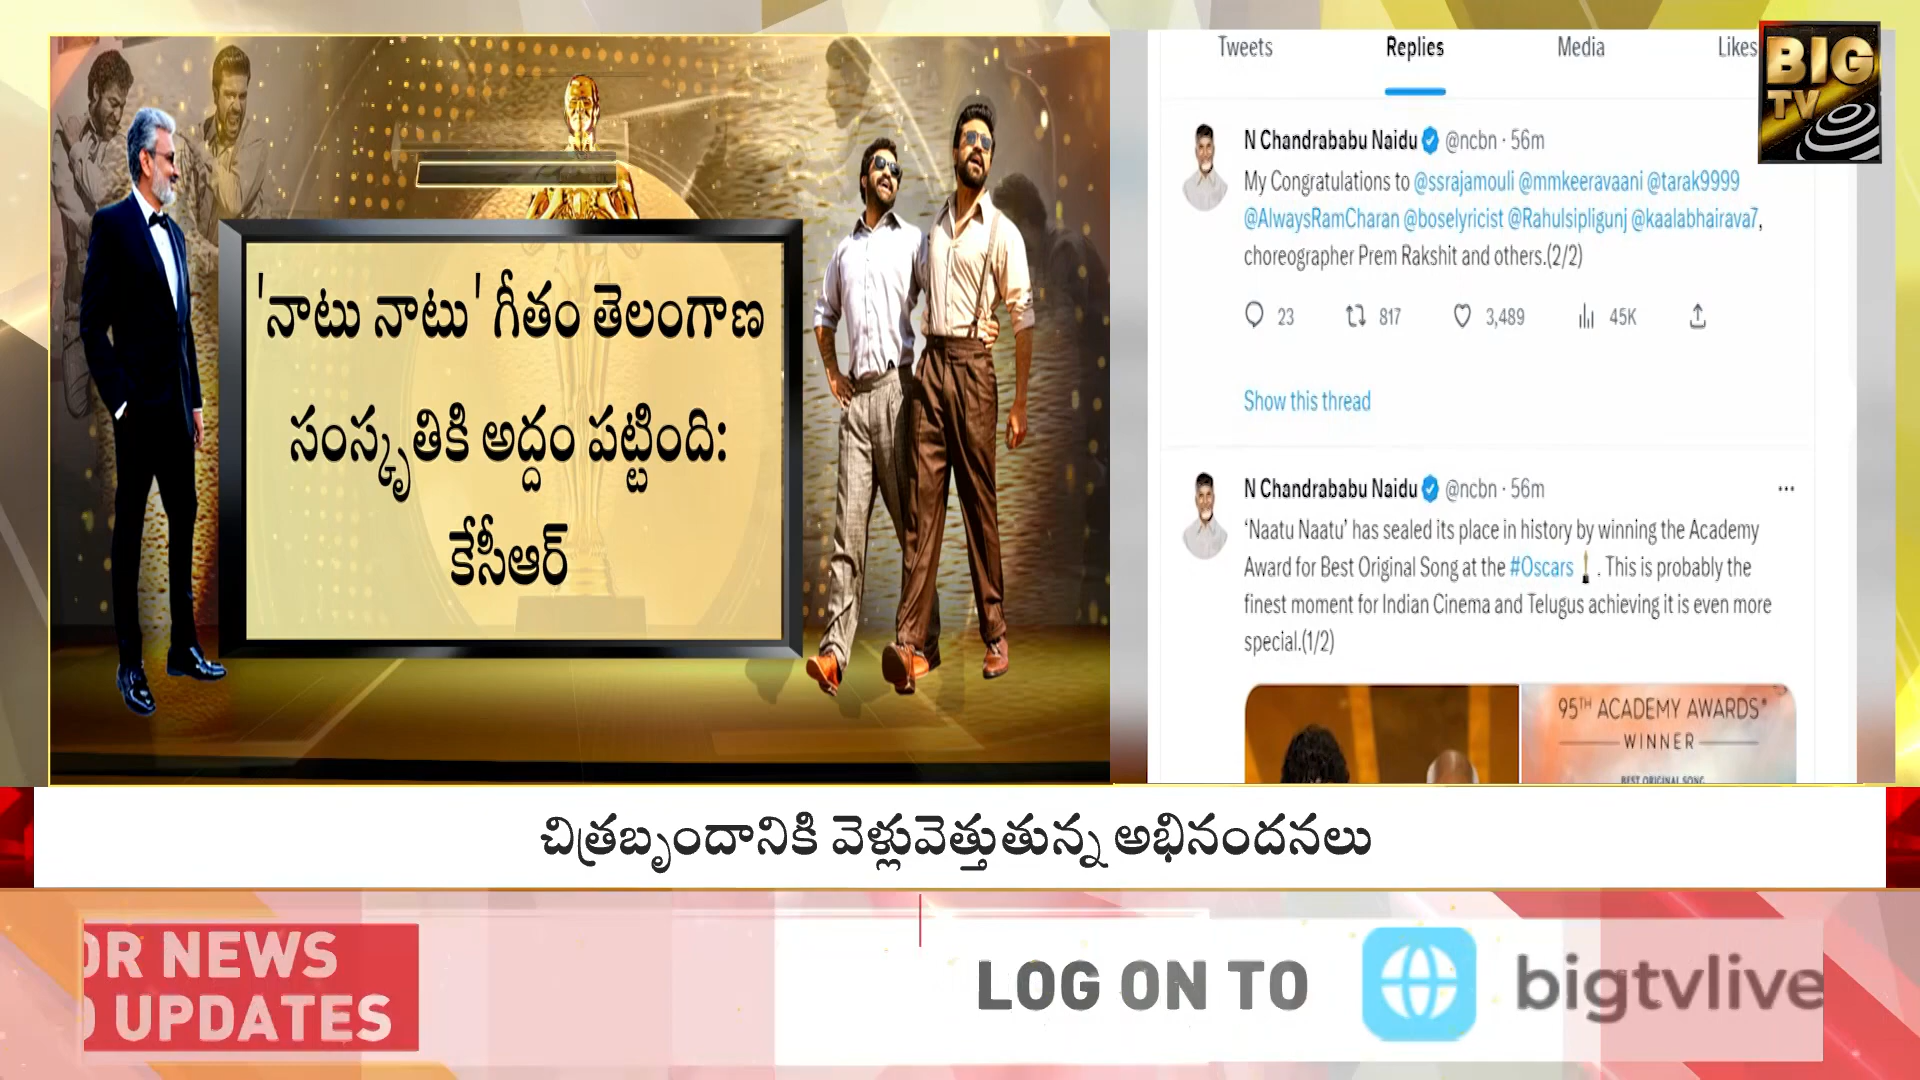 'నాటు నాటు' గీతం తెలంగాణ
సంస్కృతికి అద్దం పట్టింది:
కేసీఆర్
Tweets Replies Media Likes
BIG
TV
N Chandrababu Naidu @ncbn · 56m
My Congratulations to @ssrajamouli @mmkeeravaani @tarak9999
@AlwaysRamCharan @boselyricist @Rahulsipligunj @kaalabhairava7,
choreographer Prem Rakshit and others.(2/2)
23 817 3,489 45K
Show this thread
N Chandrababu Naidu @ncbn · 56m
'Naatu Naatu' has sealed its place in history by winning the Academy
Award for Best Original Song at the #Oscars . This is probably the
finest moment for Indian Cinema and Telugus achieving it is even more
special.(1/2)
95TH ACADEMY AWARDS®
WINNER
BEST ORIGINAL SONG
చిత్రబృందానికి వెళ్లువెత్తుతున్న అభినందనలు
OR NEWS
D UPDATES
LOG ON TO bigtvlive